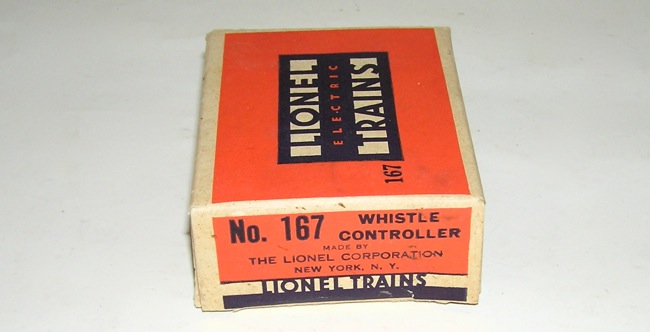 LIONEL
ELECTRIC
TRAINS
167
No. 167
WHISTLE
CONTROLLER
MADE BY
THE LIONEL CORPORATION
NEW YORK, N. Y.
LIONEL TRAINS